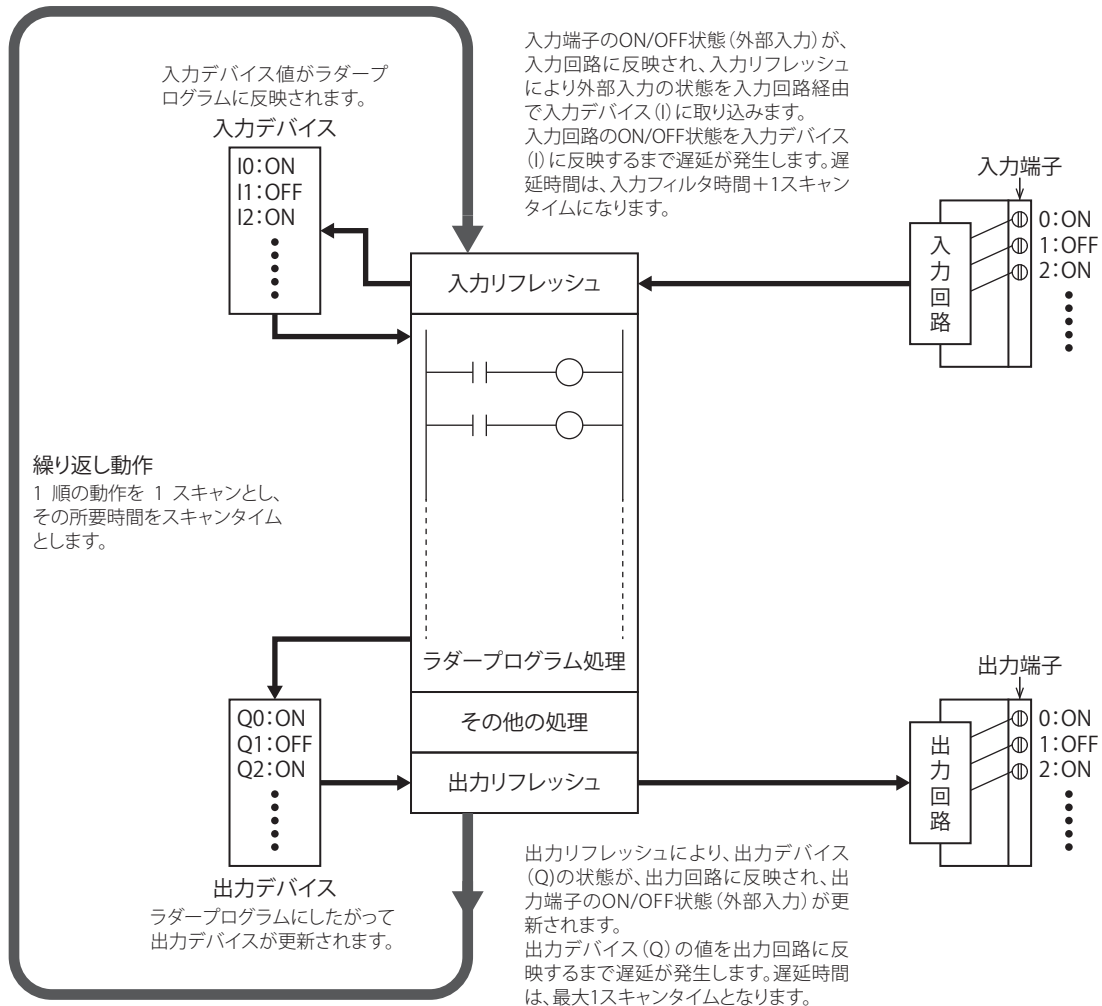 入力デバイス値がラダープ
ログラムに反映されます。
入力デバイス
I0：ON
I1：OFF
I2：ON
入力端子のON/OFF状態（外部入力）が、
入力回路に反映され、入力リフレッシュ
により外部入力の状態を入力回路経由
で入力デバイス（I）に取り込みます。
入力回路のON/OFF状態を入力デバイス
（I）に反映するまで遅延が発生します。遅
延時間は、入力フィルタ時間＋1スキャン
タイムになります。
入力端子
入力回路
0：ON
1：OFF
2：ON
入力リフレッシュ
繰り返し動作
1 順の動作を 1 スキャンとし、
その所要時間をスキャンタイム
とします。
ラダープログラム処理
その他の処理
出力リフレッシュ
Q0：ON
Q1：OFF
Q2：ON
出力デバイス
ラダープログラムにしたがって
出力デバイスが更新されます。
出力端子
出力回路
0：ON
1：OFF
2：ON
出力リフレッシュにより、出力デバイス
（Q)の状態が、出力回路に反映され、出
力端子のON/OFF状態（外部入力）が更
新されます。
出力デバイス（Q）の値を出力回路に反
映するまで遅延が発生します。遅延時間
は、最大1スキャンタイムとなります。